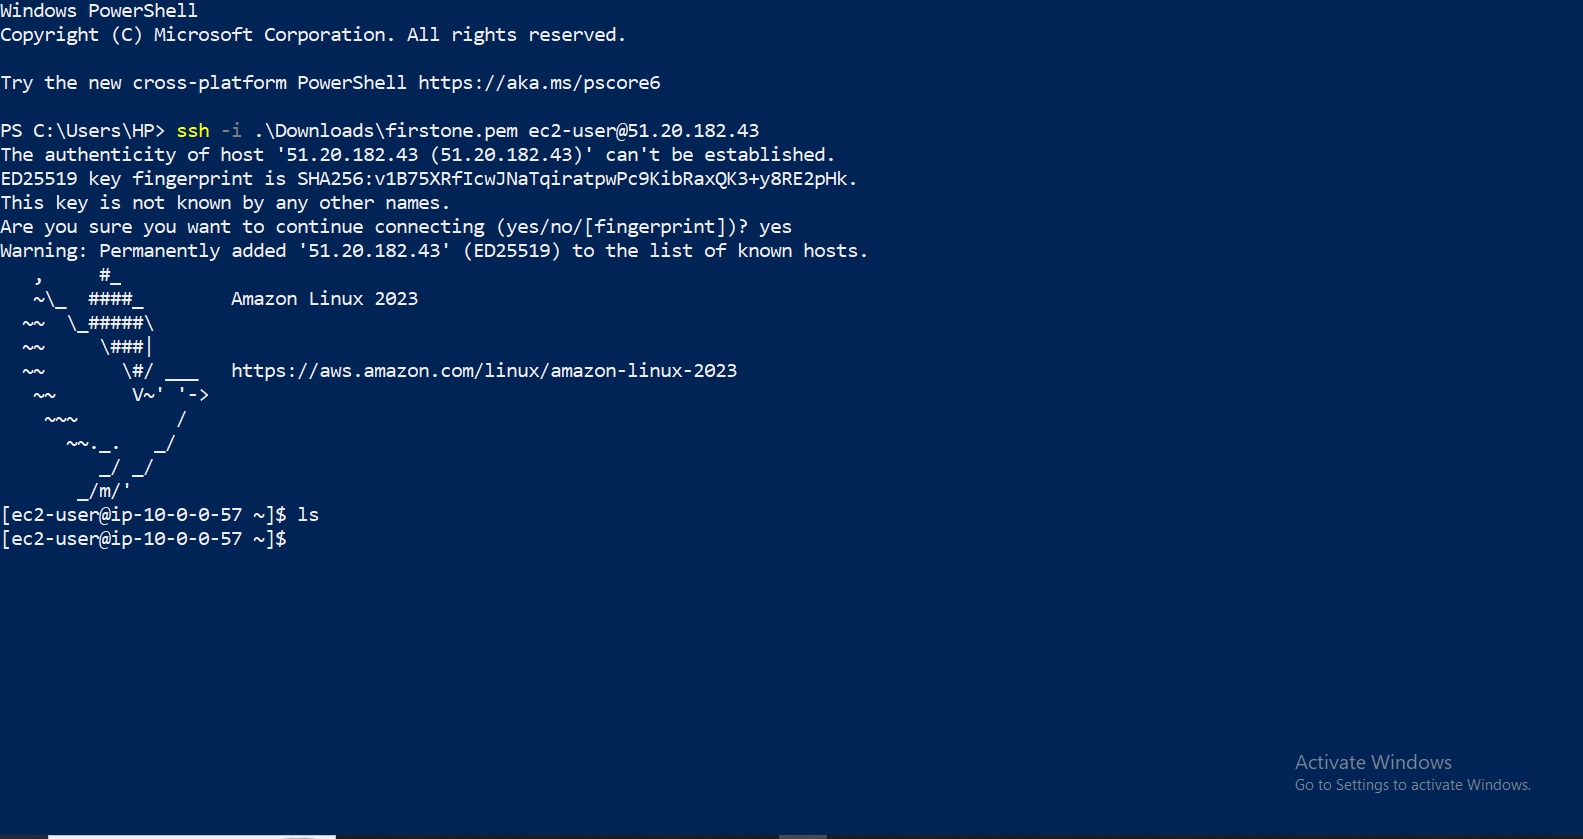 Windows PowerShell
Copyright (C) Microsoft Corporation. All rights reserved.
Try the new cross-platform PowerShell https://aka.ms/pscore6
PS C:\Users\HP> ssh -i .\Downloads\firstone.pem ec2-user@51.20.182.43
The authenticity of host '51.20.182.43 (51.20.182.43)' can't be established.
ED25519 key fingerprint is SHA256:v1B75XRfIcwJNaTqiratpwPc9KibRaxQK3+y8RE2pHk.
This key is not known by any other names.
Are you sure you want to continue connecting (yes/no/[fingerprint])? yes
Warning: Permanently added '51.20.182.43' (ED25519) to the list of known hosts.
   ,     #_
   ~\_  ####_        Amazon Linux 2023
  ~~  \_#####\
  ~~     \###|
  ~~       \#/ ___   https://aws.amazon.com/linux/amazon-linux-2023
   ~~       V~' '->
    ~~~         /
      ~~._.   _/
         _/ _/
       _/m/'
[ec2-user@ip-10-0-0-57 ~]$ ls
[ec2-user@ip-10-0-0-57 ~]$
Activate Windows
Go to Settings to activate Windows.